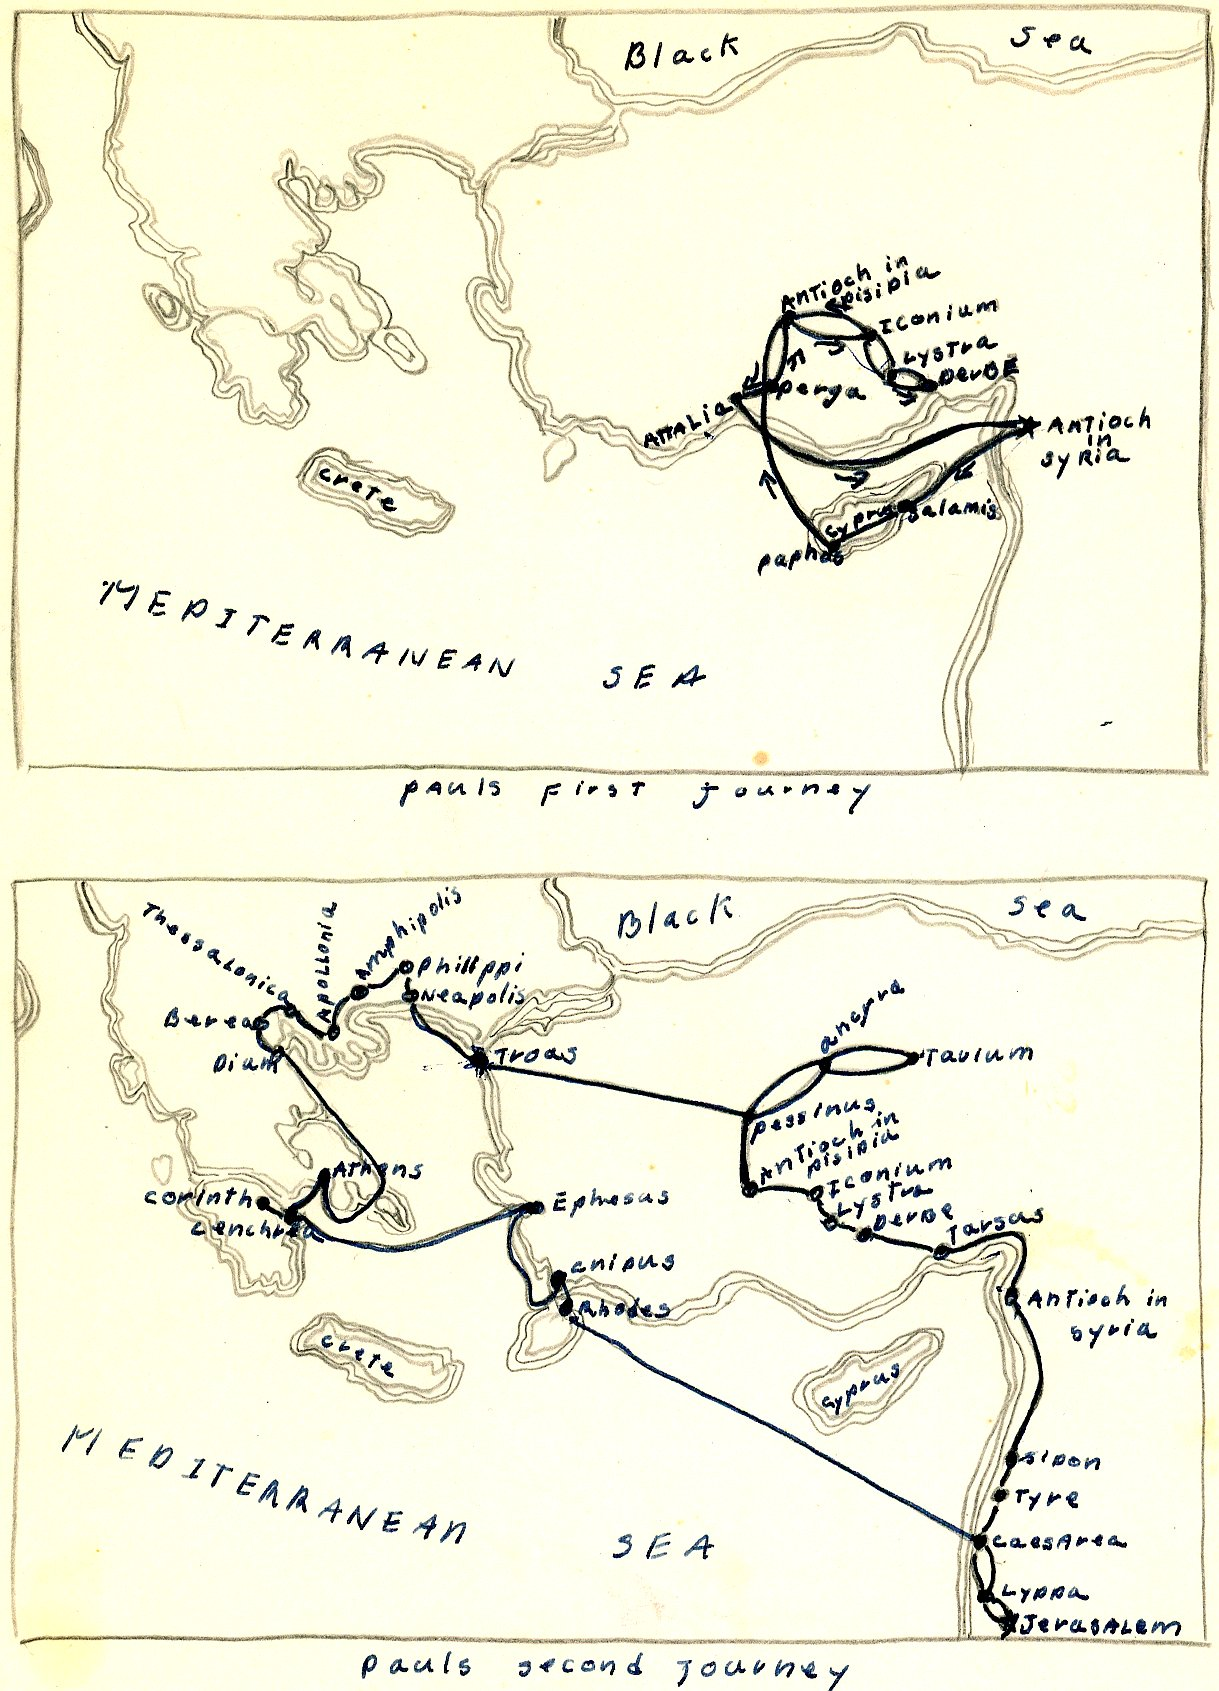 Black Sea
ANTIOCH in
pisipia
Iconium
LYSTRA
DerBE
perga
ATTALIA
ANTIOCH
in
SYRIA
crete
cyprus
salamis
paphos
MEDITERRANEAN SEA
PAULS FIRST JOURNEY
Black Sea
Thessalonica
Apollonia
Amphipolis
Philippi
Neapolis
Berea
Dium
Troas
ancyra
Tavium
pessinus
ANTIOCH in
pisipia
Iconium
Lystra
DerBe
Tarsus
Athens
corinth
cenchrea
Ephesus
cnidus
Rhodes
ANTIOCH in
syria
crete
cyprus
sidon
Tyre
CaesArea
Lydda
JerusALem
MEDITERRANEAN SEA
pauls second Journey